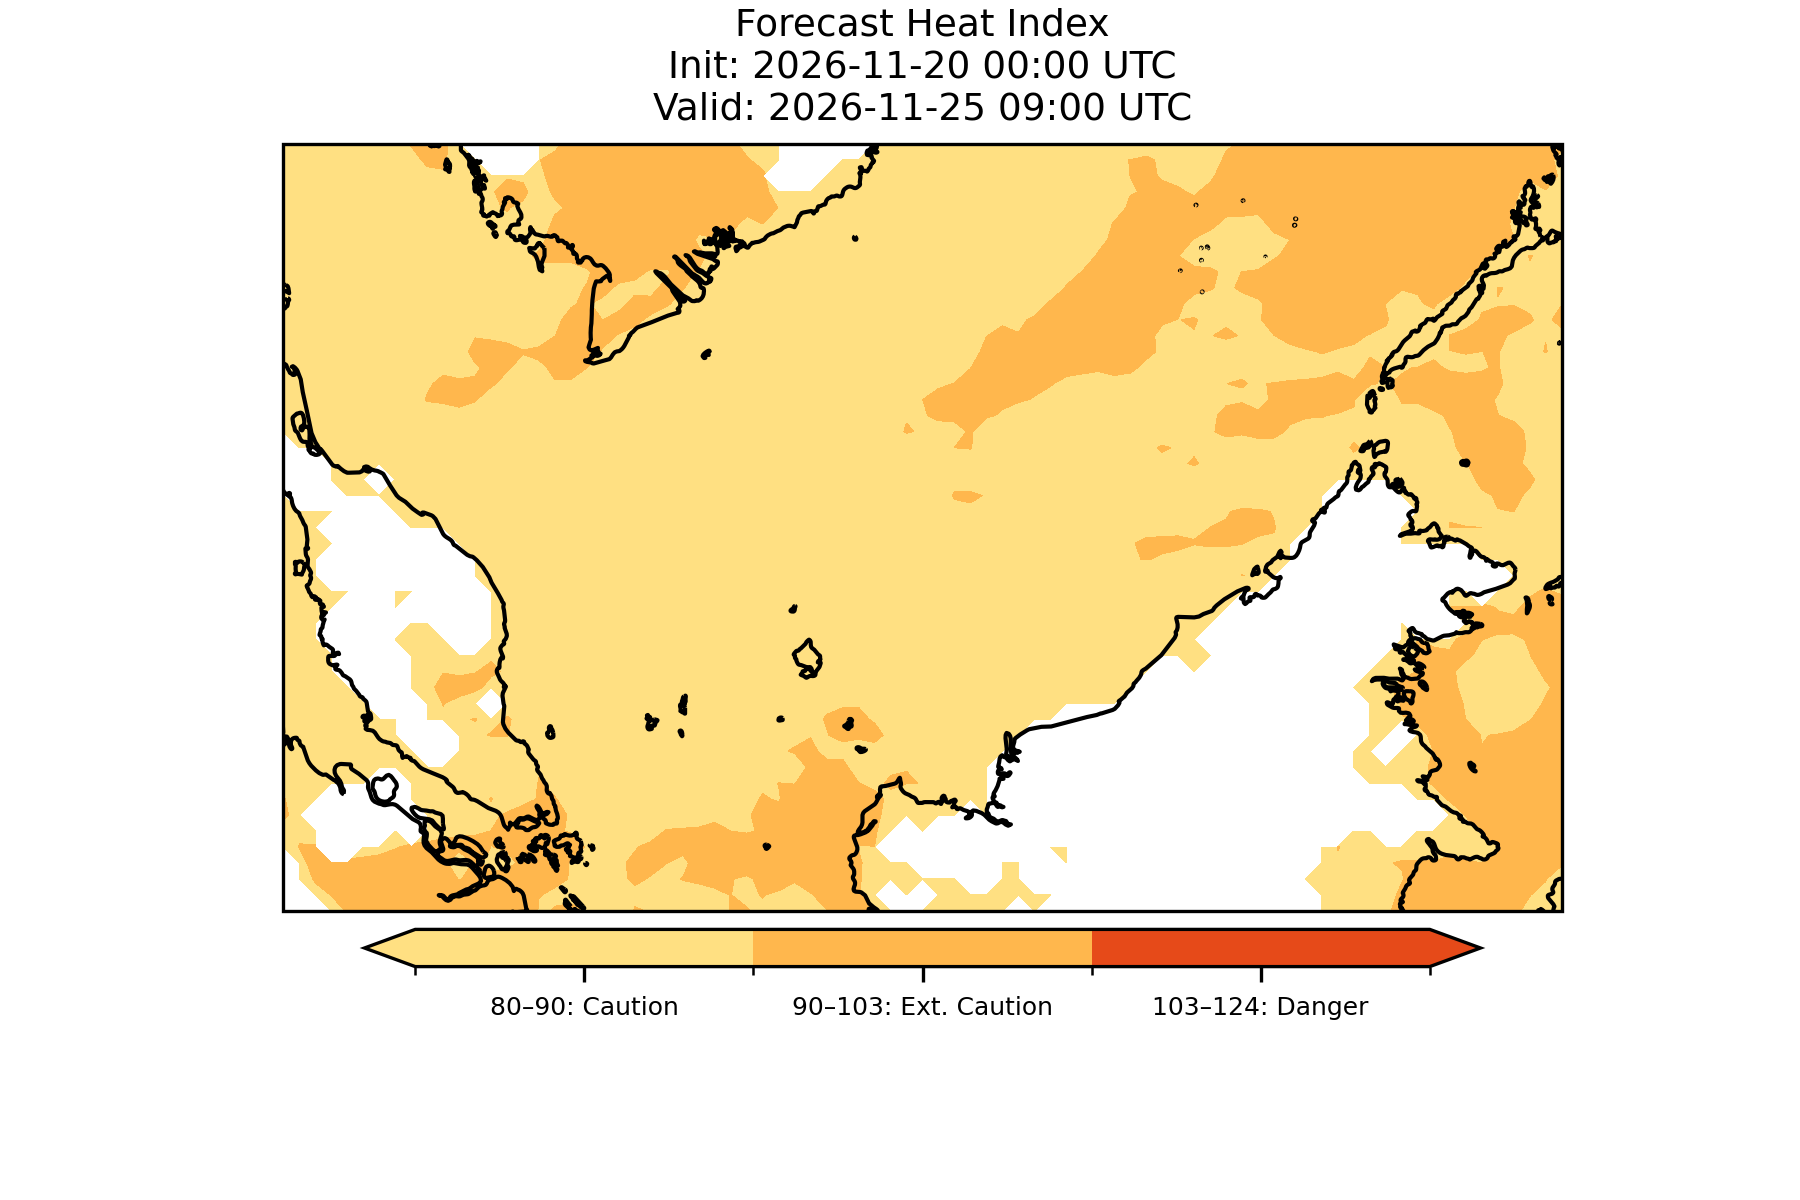 Forecast Heat Index
Init: 2026-11-20 00:00 UTC
Valid: 2026-11-25 09:00 UTC
80–90: Caution
90–103: Ext. Caution
103–124: Danger